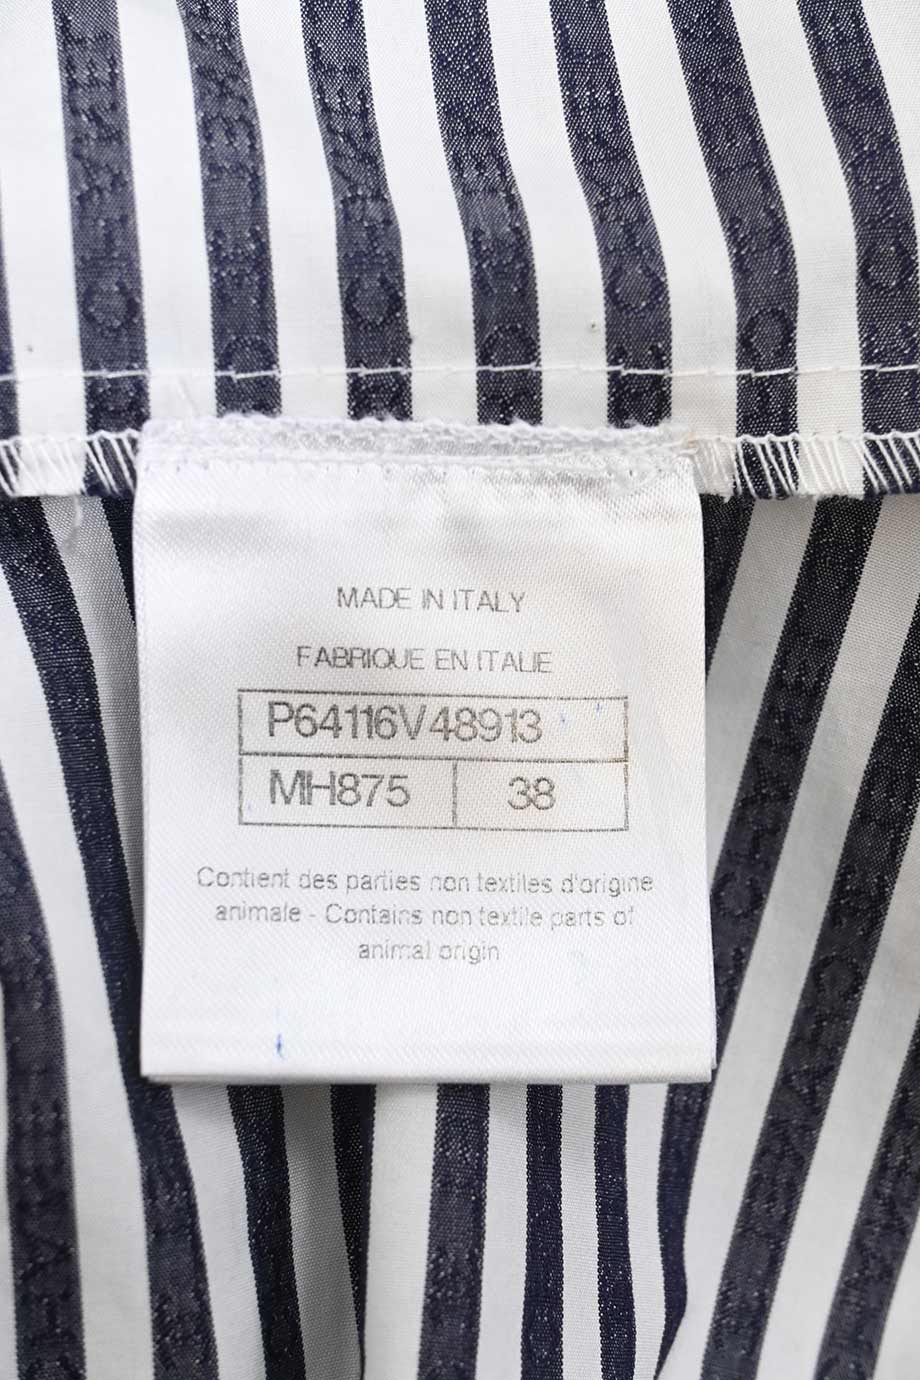 MADE IN ITALY
FABRIQUE EN ITALIE
P64116V48913
MH875 38
Contient des parties non textiles d'origine
animale - Contains non textile parts of
animal origin